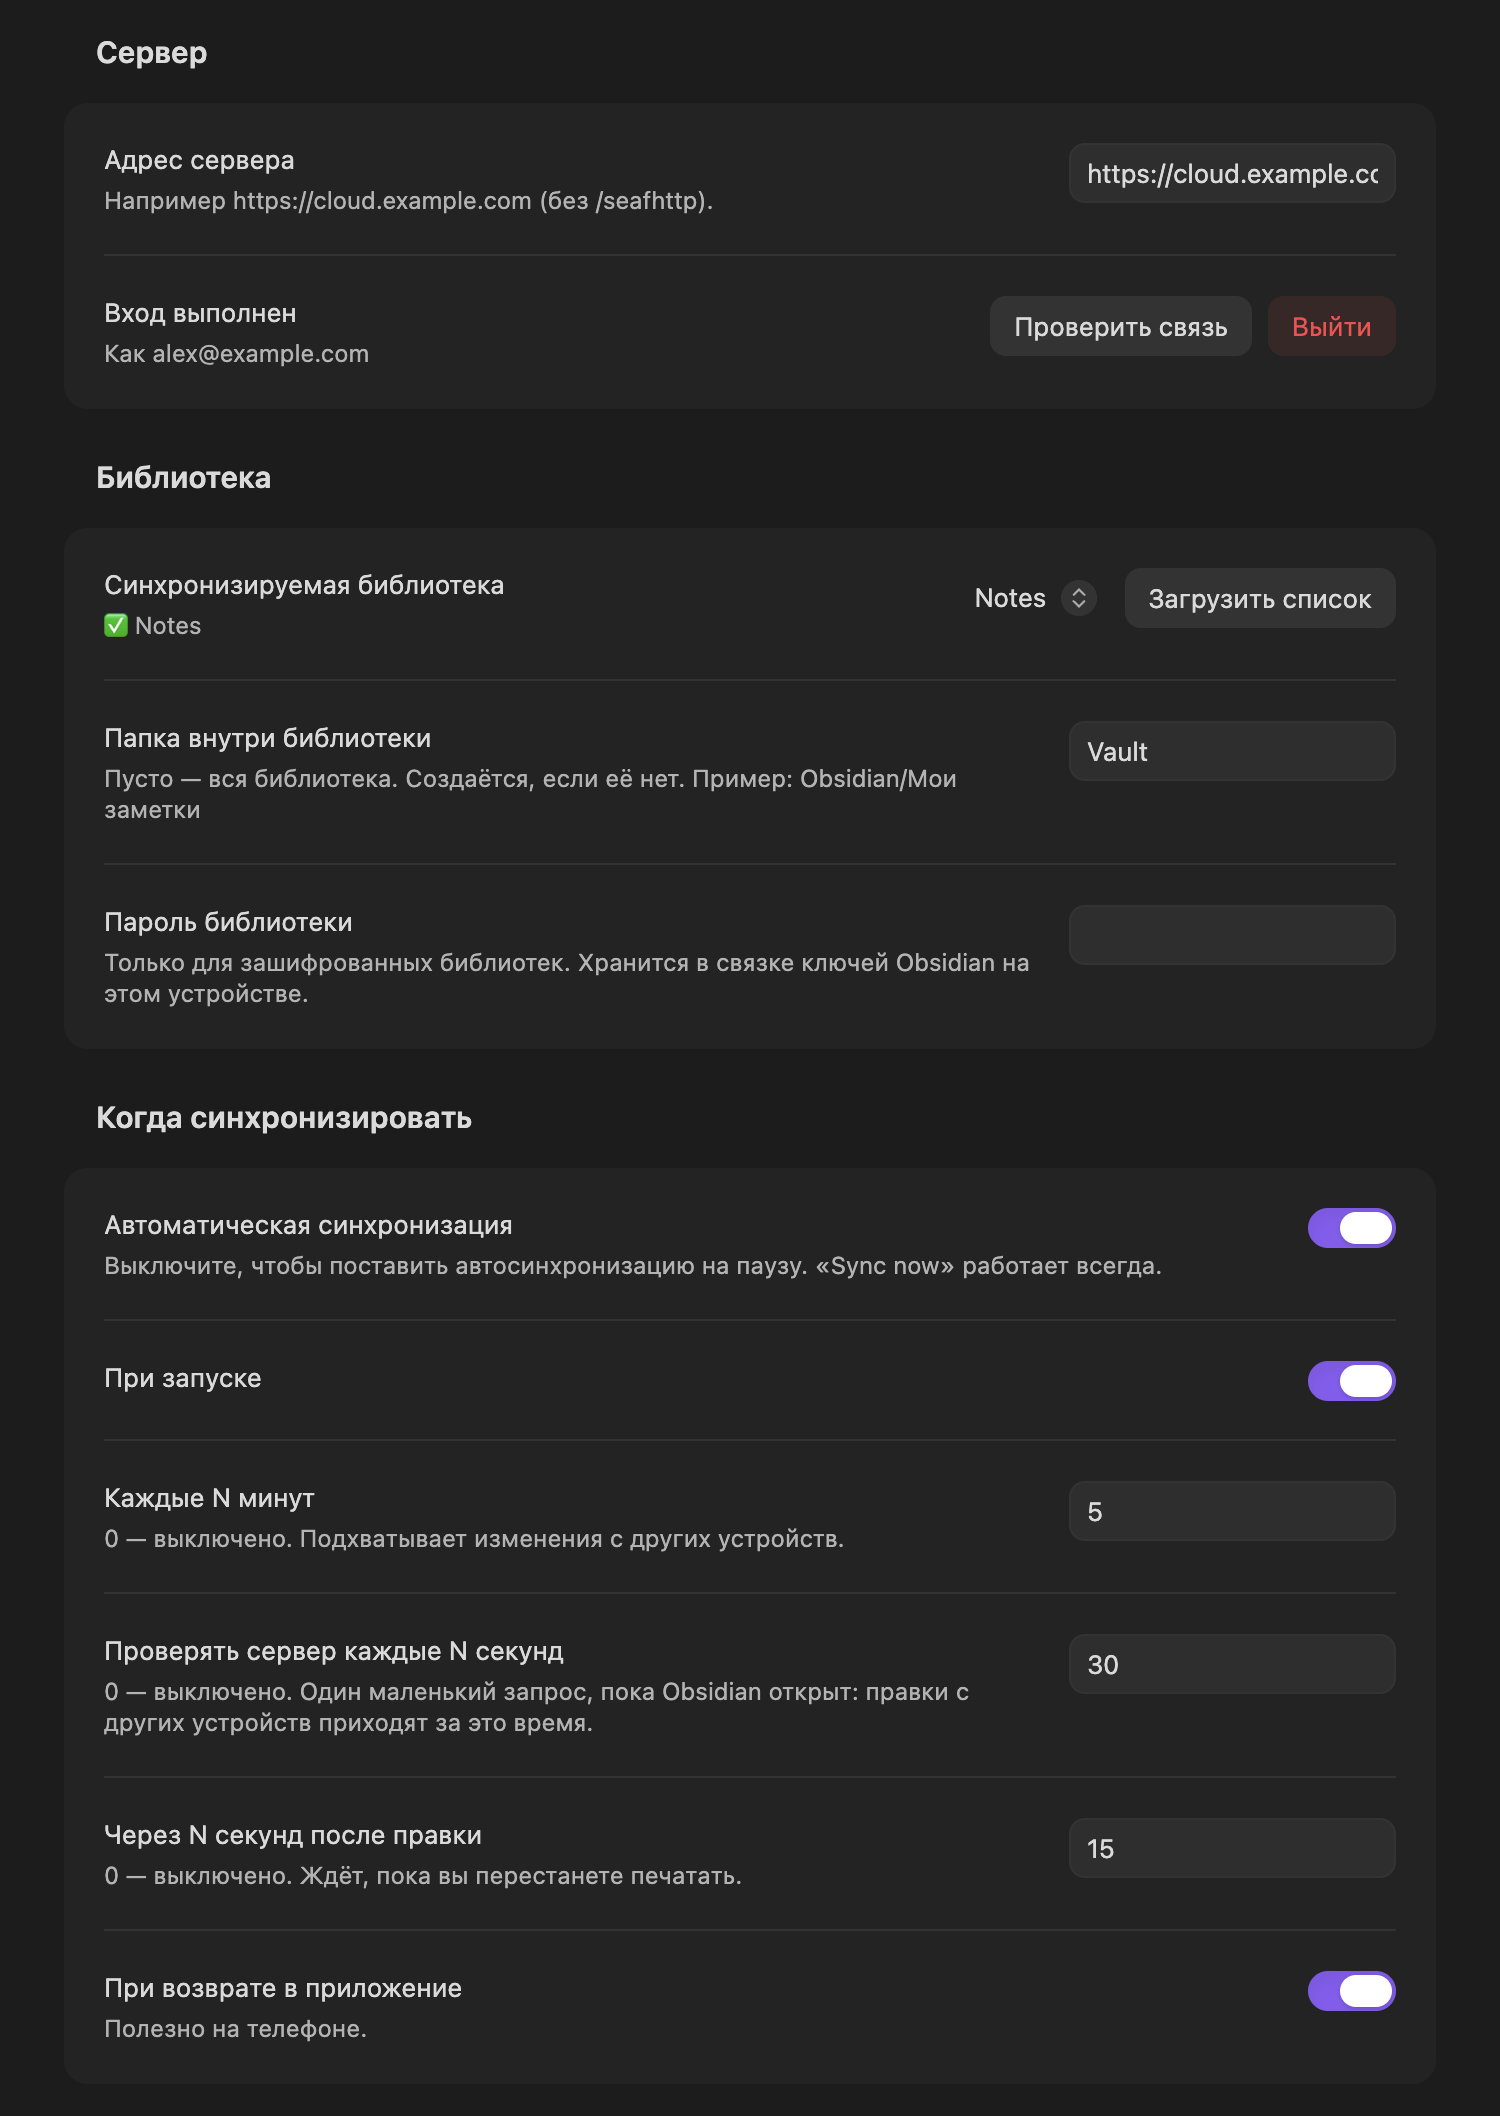 Сервер
Адрес сервера
Например https://cloud.example.com (без /seafhttp).
https://cloud.example.cc
Вход выполнен
Как alex@example.com
Проверить связь
Выйти
Библиотека
Синхронизируемая библиотека
✅ Notes
Notes
Загрузить список
Папка внутри библиотеки
Пусто — вся библиотека. Создаётся, если её нет. Пример: Obsidian/Мои
заметки
Vault
Пароль библиотеки
Только для зашифрованных библиотек. Хранится в связке ключей Obsidian на
этом устройстве.
Когда синхронизировать
Автоматическая синхронизация
Выключите, чтобы поставить автосинхронизацию на паузу. «Sync now» работает всегда.
При запуске
Каждые N минут
0 — выключено. Подхватывает изменения с других устройств.
5
Проверять сервер каждые N секунд
0 — выключено. Один маленький запрос, пока Obsidian открыт: правки с
других устройств приходят за это время.
30
Через N секунд после правки
0 — выключено. Ждёт, пока вы перестанете печатать.
15
При возврате в приложение
Полезно на телефоне.